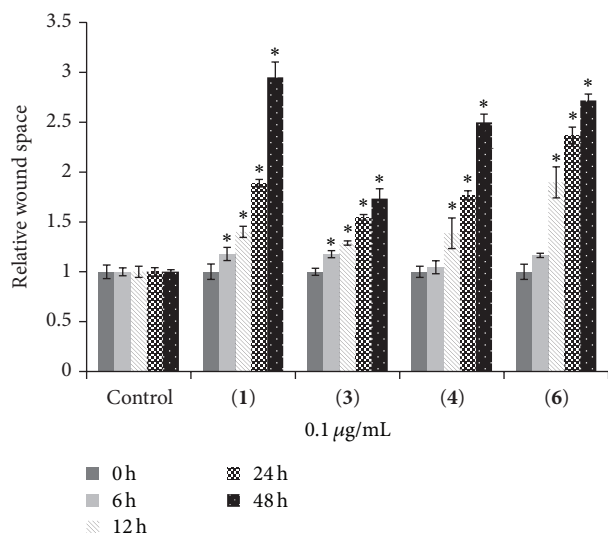 Relative wound space
3.5
3
2.5
2
1.5
1
0.5
0
* * * *
* * * *
* * *
* * *
Control (1) (3) (4) (6)
0.1 μg/mL
0 h
6 h
12 h
24 h
48 h